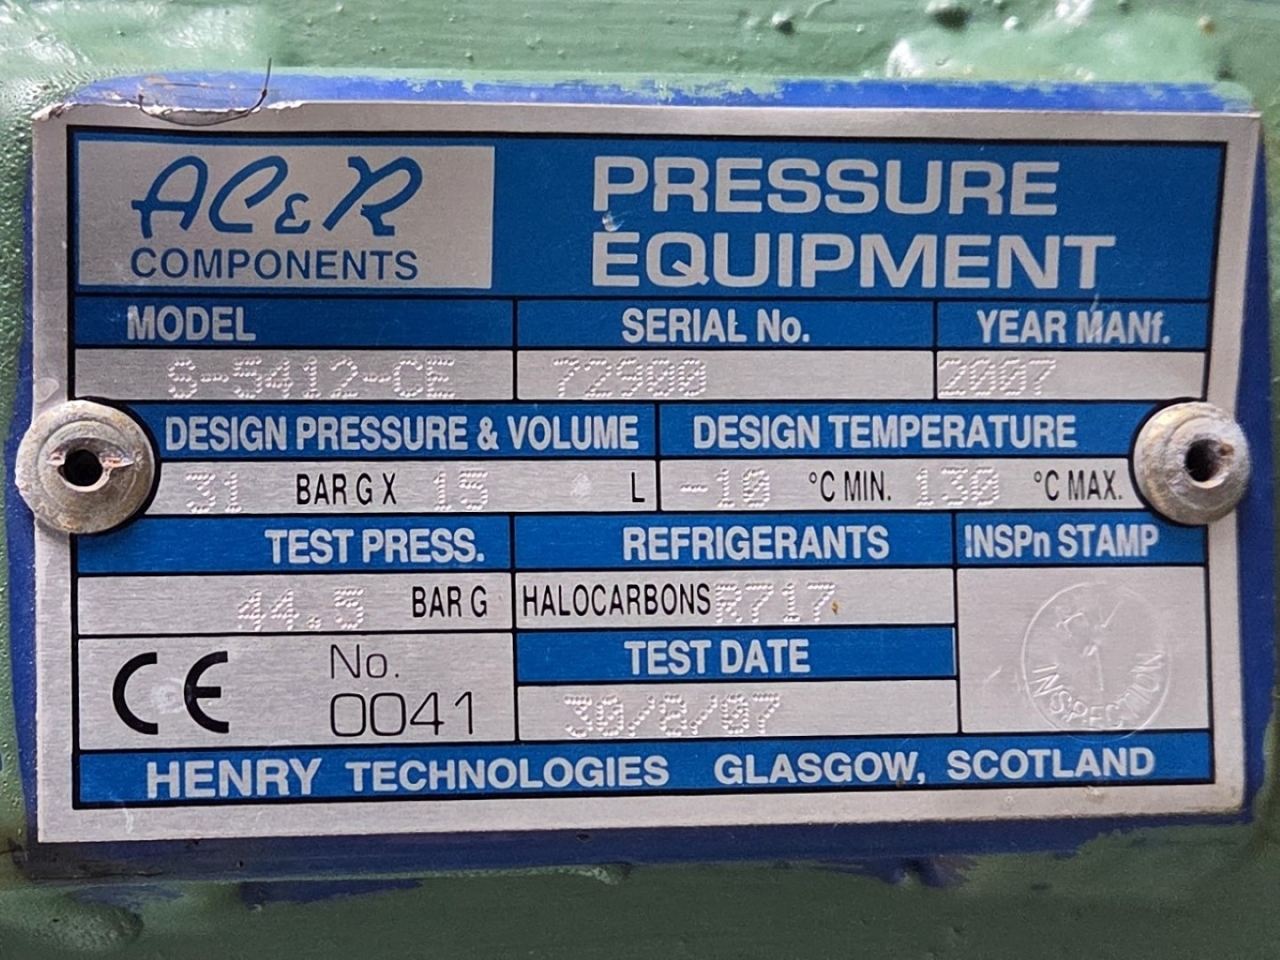 AC&R
COMPONENTS
PRESSURE
EQUIPMENT
MODEL SERIAL No. YEAR MANf.
S-5412-CE 72900 2007
DESIGN PRESSURE & VOLUME DESIGN TEMPERATURE
31 BAR G X 15 L -10 °C MIN. 130 °C MAX.
TEST PRESS. REFRIGERANTS INSPn STAMP
44.5 BAR G HALOCARBONS R717
CE No.
0041
TEST DATE
30/8/07
INSPECTION
HENRY TECHNOLOGIES GLASGOW, SCOTLAND